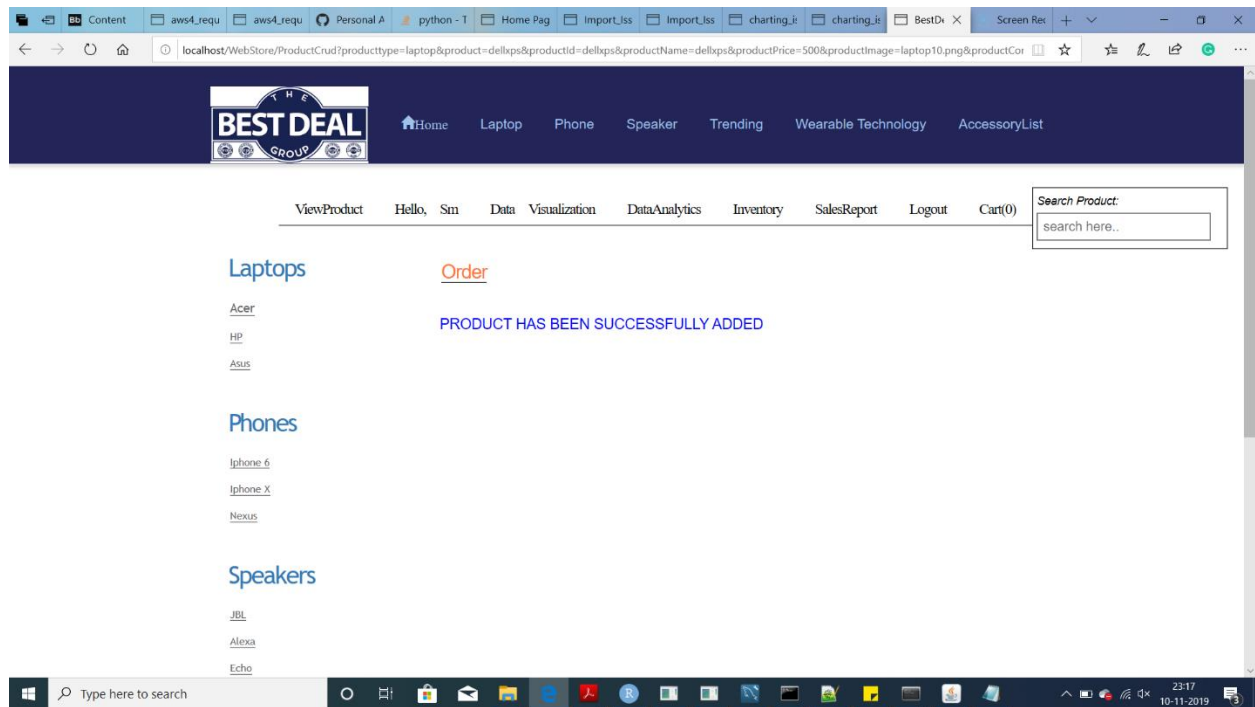 Content aws4_requ aws4_requ Personal A python - T Home Pag Import_Iss Import_Iss charting_is charting_is BestDe Screen Rec
localhost/WebStore/ProductCrud?producttype=laptop&product=dellxps&productId=dellxps&productName=dellxps&productPrice=500&productImage=laptop10.png&productCor
THE
BEST DEAL
GROUP
Home Laptop Phone Speaker Trending Wearable Technology AccessoryList
ViewProduct Hello, Sm Data Visualization DataAnalytics Inventory SalesReport Logout Cart(0)
Search Product:
search here..
Laptops
Acer
HP
Asus
Order
PRODUCT HAS BEEN SUCCESSFULLY ADDED
Phones
Iphone 6
Iphone X
Nexus
Speakers
JBL
Alexa
Echo
Type here to search
23:17
10-11-2019